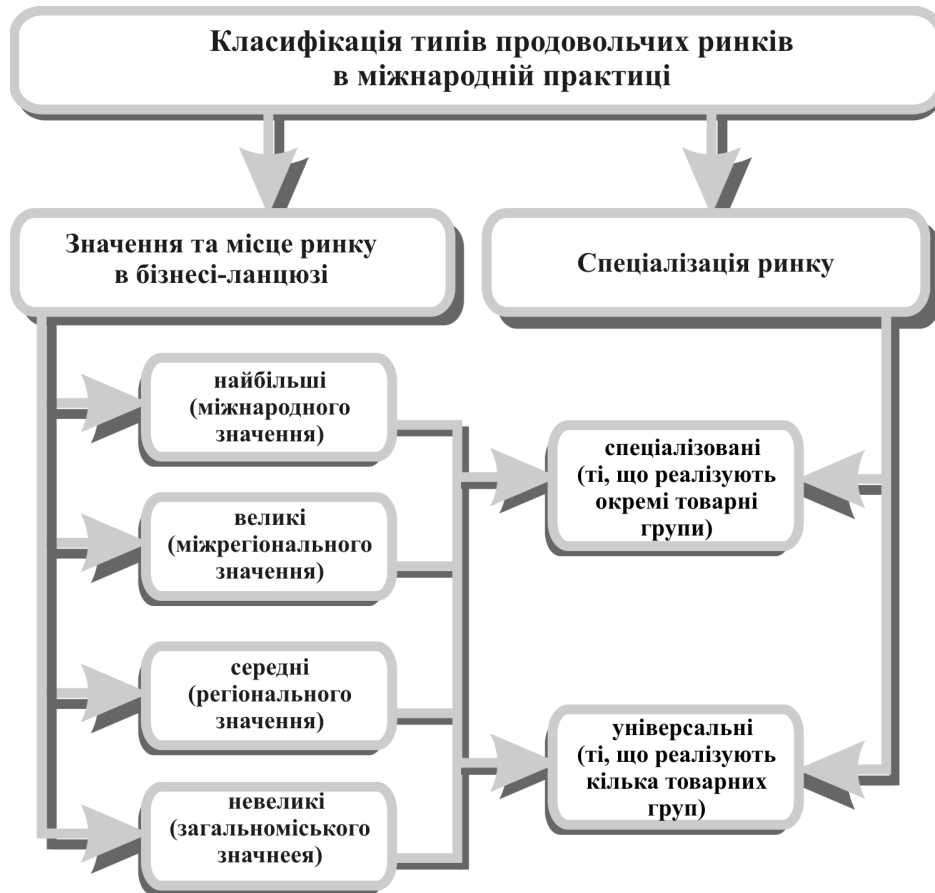 Класифікація типів продовольчих ринків
в міжнародній практиці
Значення та місце ринку
в бізнесі-ланцюзі
Спеціалізація ринку
найбільші
(міжнародного
значення)
великі
(міжрегіонального
значення)
середні
(регіонального
значення)
невеликі
(загальноміського
значнеея)
спеціалізовані
(ті, що реалізують
окремі товарні
групи)
універсальні
(ті, що реалізують
кілька товарних
груп)